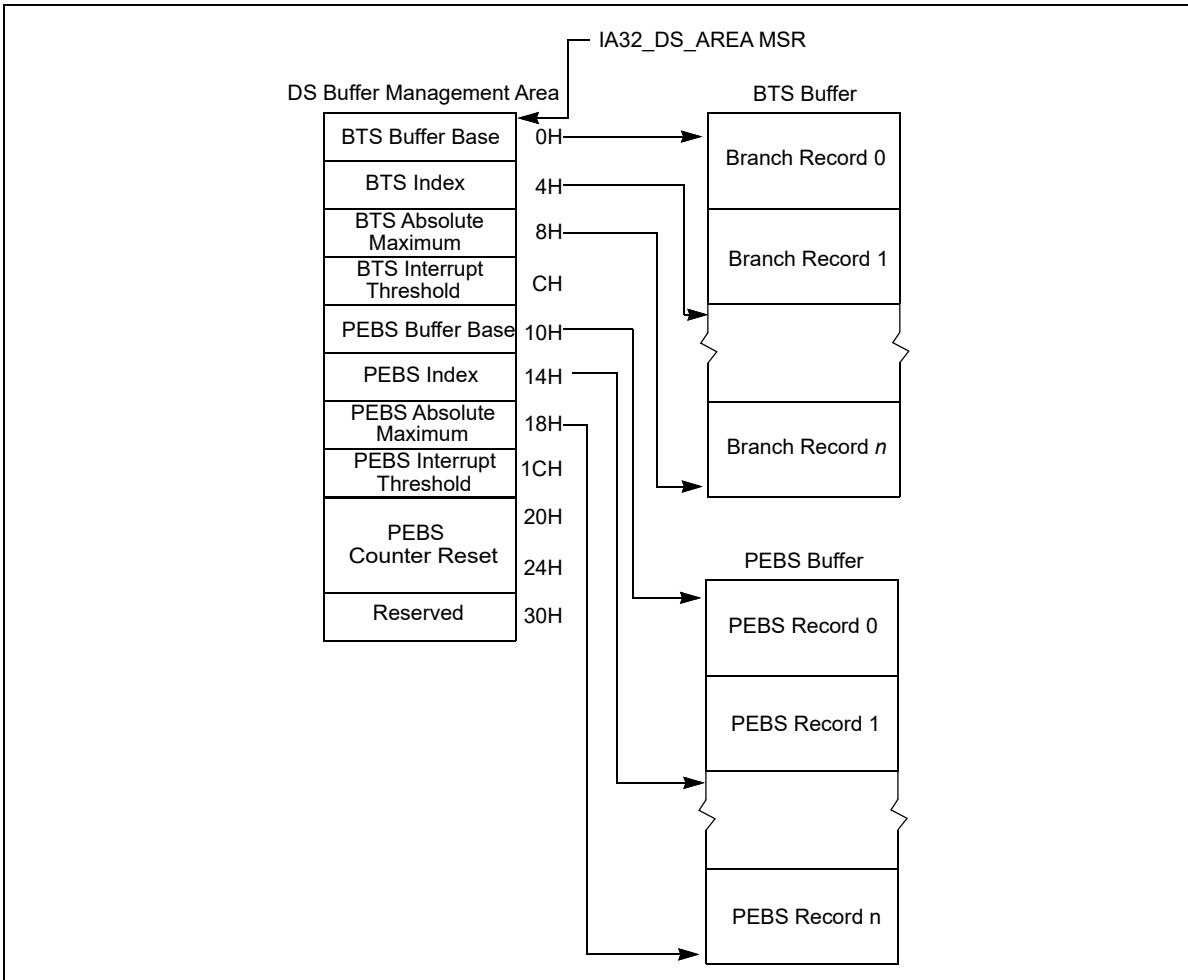 IA32_DS_AREA MSR
DS Buffer Management Area
BTS Buffer Base 0H
BTS Index 4H
BTS Absolute
Maximum 8H
BTS Interrupt
Threshold CH
PEBS Buffer Base 10H
PEBS Index 14H
PEBS Absolute
Maximum 18H
PEBS Interrupt
Threshold 1CH
20H
PEBS
Counter Reset
24H
Reserved 30H
BTS Buffer
Branch Record 0
Branch Record 1
Branch Record n
PEBS Buffer
PEBS Record 0
PEBS Record 1
PEBS Record n